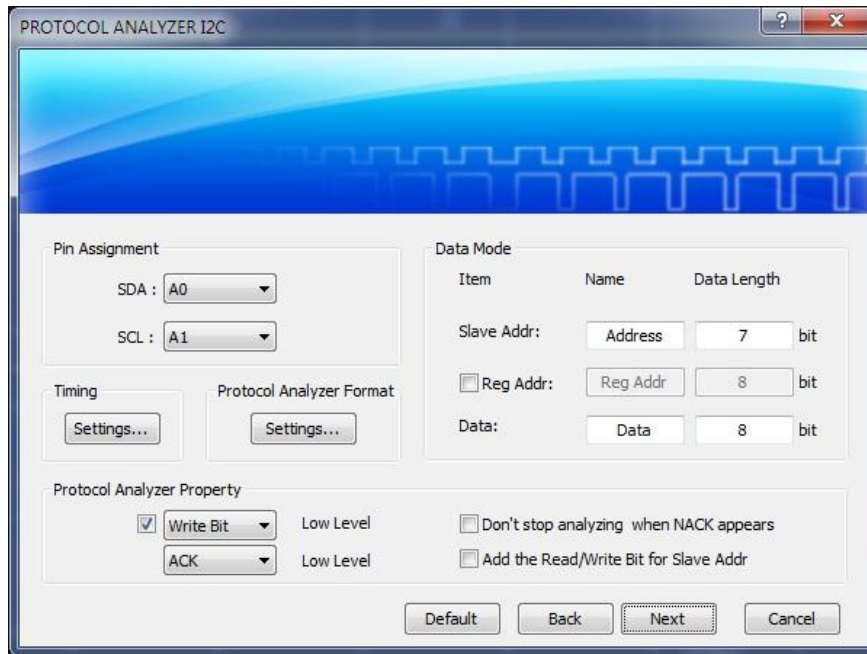 PROTOCOL ANALYZER I2C
Pin Assignment
SDA : A0
SCL : A1
Timing
Settings...
Protocol Analyzer Format
Settings...
Data Mode
Item Name Data Length
Slave Addr: Address 7 bit
Reg Addr: Reg Addr 8 bit
Data: Data 8 bit
Protocol Analyzer Property
Write Bit Low Level
ACK Low Level
Don't stop analyzing when NACK appears
Add the Read/Write Bit for Slave Addr
Default Back Next Cancel